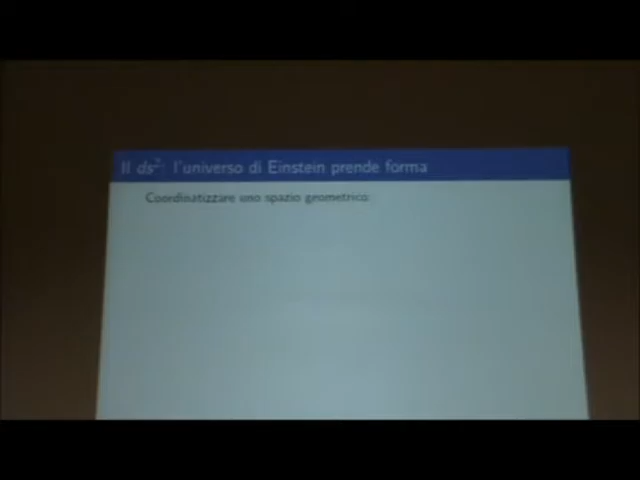 Il ds²: l'universo di Einstein prende forma
Coordinatizzare uno spazio geometrico: